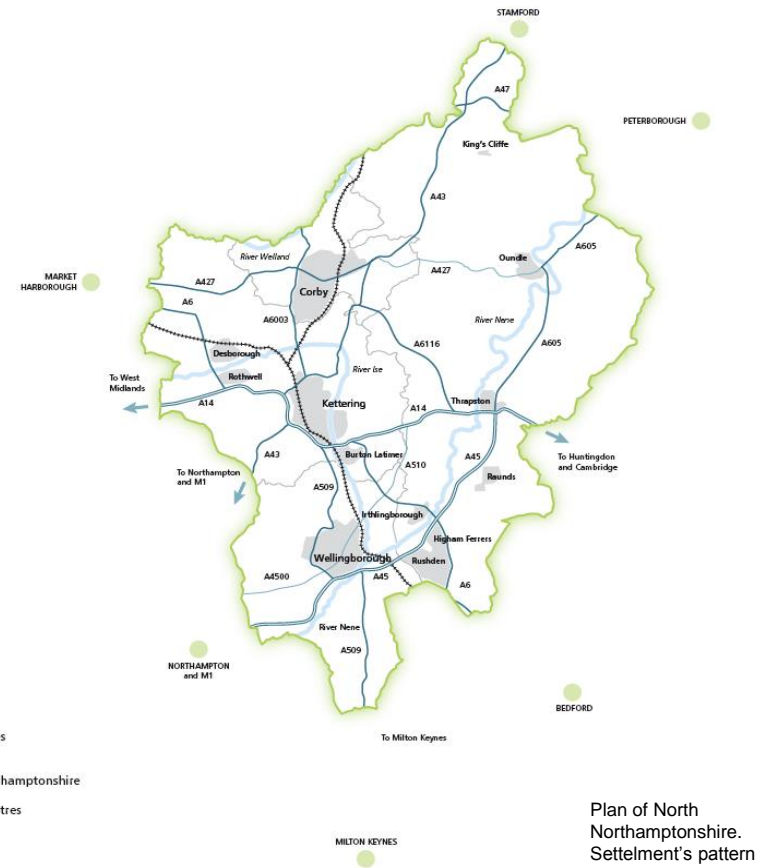 STAMFORD
A47
PETERBOROUGH
King's Cliffe
A43
A605
Oundle
River Welland
A427
MARKET
HARBOROUGH
A427
A6
Corby
A6003
River Nene
A605
A6116
Desborough
River Ise
To West
Midlands
Rothwell
Kettering
Thrapston
A14
A14
A43
Burton Latimer
A45
To Huntingdon
and Cambridge
A510
To Northampton
and M1
A509
Raunds
Irthlingborough
Higham Ferrers
Wellingborough
Rushden
A4500
A45
A6
River Nene
A509
NORTHAMPTON
and M1
BEDFORD
To Milton Keynes
s
hamptonshire
tres
MILTON KEYNES
Plan of North
Northamptonshire.
Settelment's pattern